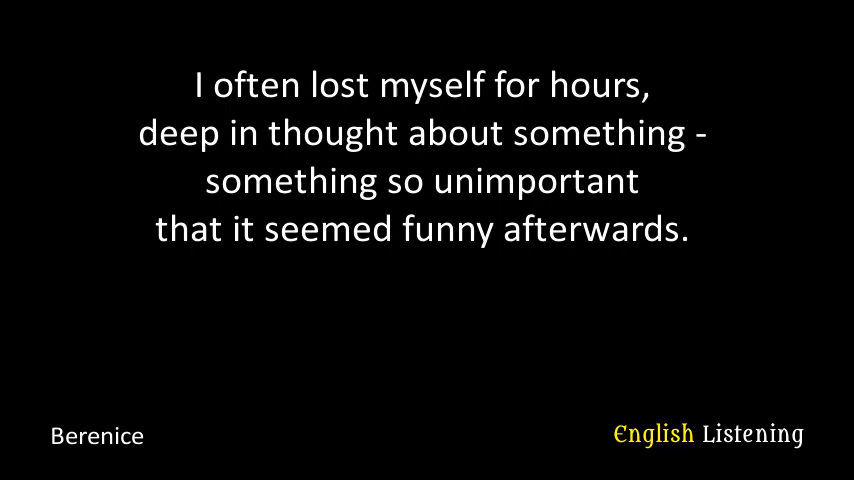 I often lost myself for hours,
deep in thought about something -
something so unimportant
that it seemed funny afterwards.
Berenice
English Listening